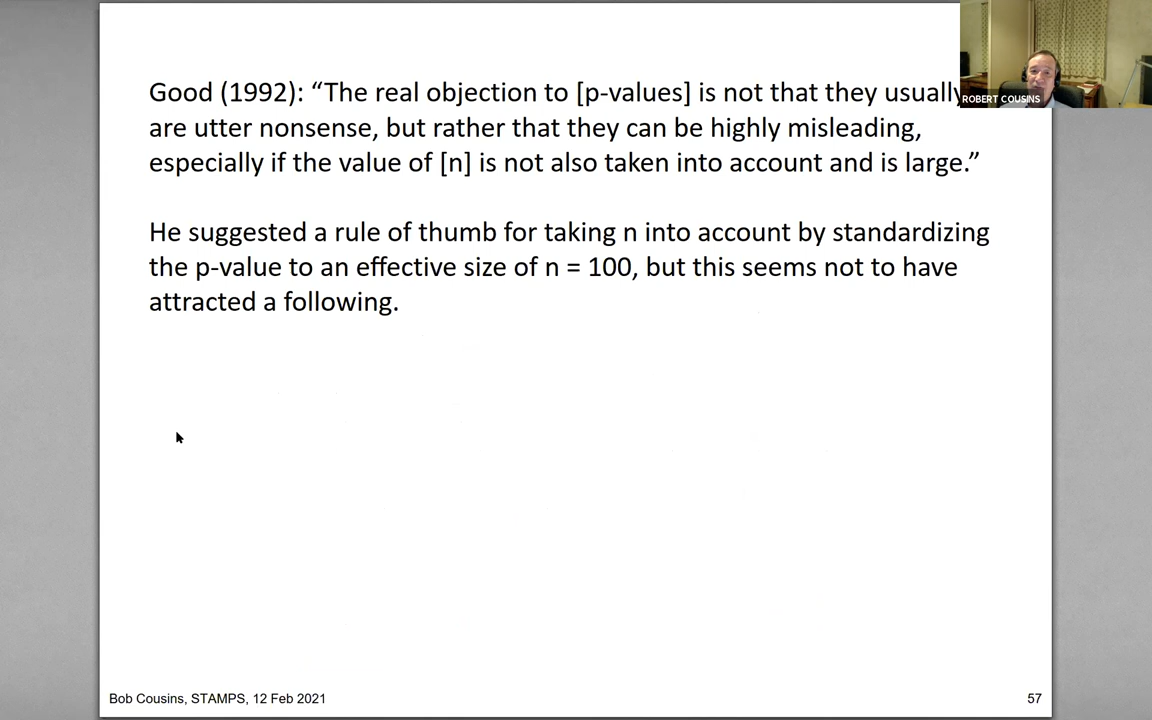 Good (1992): “The real objection to [p-values] is not that they usually
are utter nonsense, but rather that they can be highly misleading,
especially if the value of [n] is not also taken into account and is large.”
He suggested a rule of thumb for taking n into account by standardizing
the p-value to an effective size of n = 100, but this seems not to have
attracted a following.
ROBERT COUSINS
Bob Cousins, STAMPS, 12 Feb 2021
57